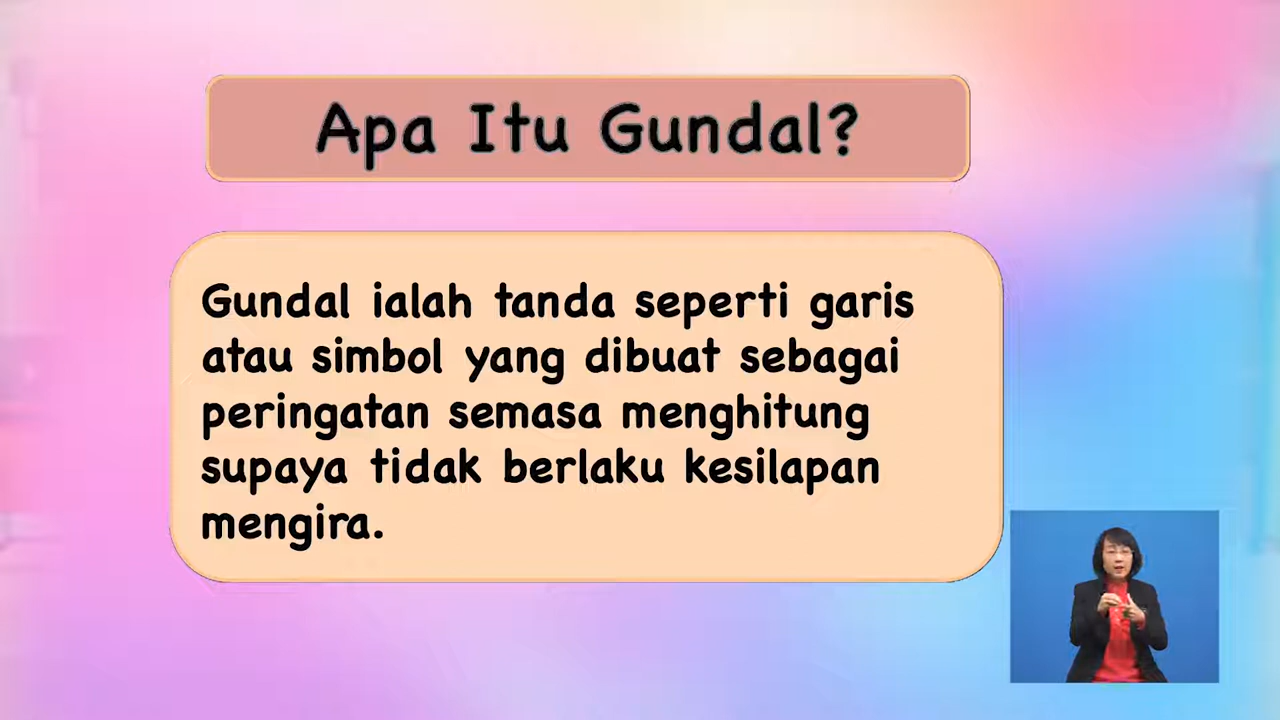 Apa Itu Gundal?
Gundal ialah tanda seperti garis
atau simbol yang dibuat sebagai
peringatan semasa menghitung
supaya tidak berlaku kesilapan
mengira.